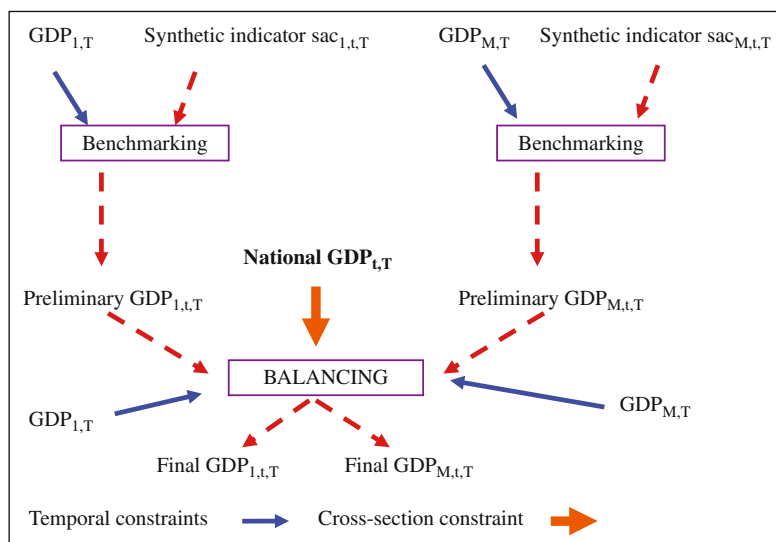 GDP1,T Synthetic indicator sac1,t,T GDPM,T Synthetic indicator sacM,t,T
Benchmarking Benchmarking
National GDPt,T
Preliminary GDP1,t,T Preliminary GDPM,t,T
BALANCING
GDP1,T GDPM,T
Final GDP1,t,T Final GDPM,t,T
Temporal constraints Cross-section constraint